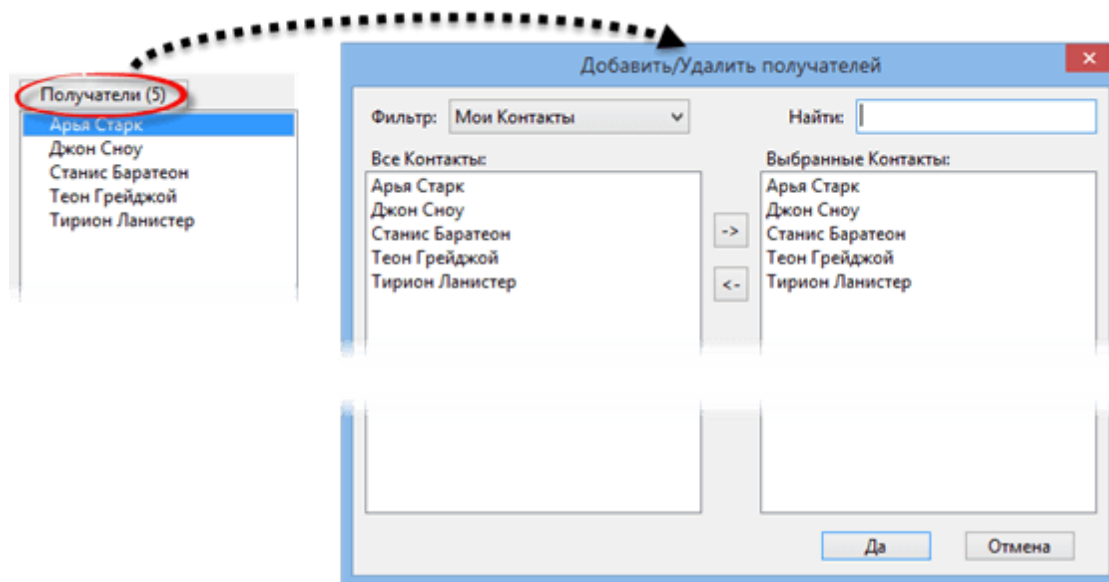 Получатели (5)
Арья Старк
Джон Сноу
Станис Баратеон
Теон Грейджой
Тирион Ланистер
Добавить/Удалить получателей
Фильтр: Мои Контакты
Найти:
Все Контакты:
Арья Старк
Джон Сноу
Станис Баратеон
Теон Грейджой
Тирион Ланистер
->
<-
Выбранные Контакты:
Арья Старк
Джон Сноу
Станис Баратеон
Теон Грейджой
Тирион Ланистер
Да
Отмена